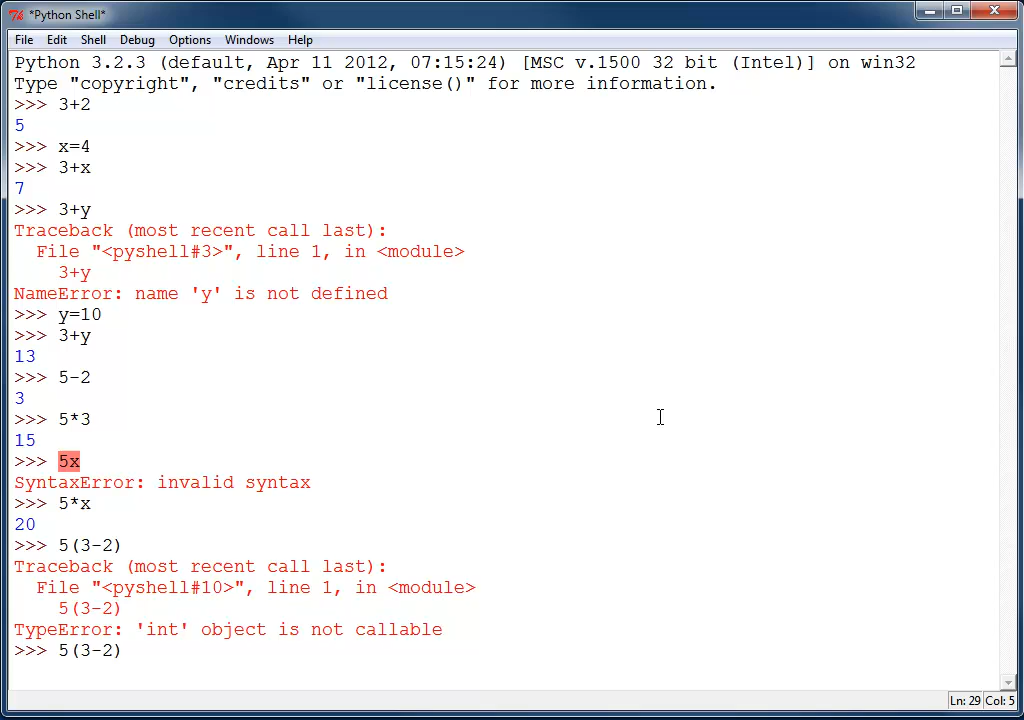 *Python Shell*
File Edit Shell Debug Options Windows Help
Python 3.2.3 (default, Apr 11 2012, 07:15:24) [MSC v.1500 32 bit (Intel)] on win32
Type "copyright", "credits" or "license()" for more information.
>>> 3+2
5
>>> x=4
>>> 3+x
7
>>> 3+y
Traceback (most recent call last):
  File "<pyshell#3>", line 1, in <module>
    3+y
NameError: name 'y' is not defined
>>> y=10
>>> 3+y
13
>>> 5-2
3
>>> 5*3
15
>>> 5x
SyntaxError: invalid syntax
>>> 5*x
20
>>> 5(3-2)
Traceback (most recent call last):
  File "<pyshell#10>", line 1, in <module>
    5(3-2)
TypeError: 'int' object is not callable
>>> 5(3-2)
Ln: 29 Col: 5